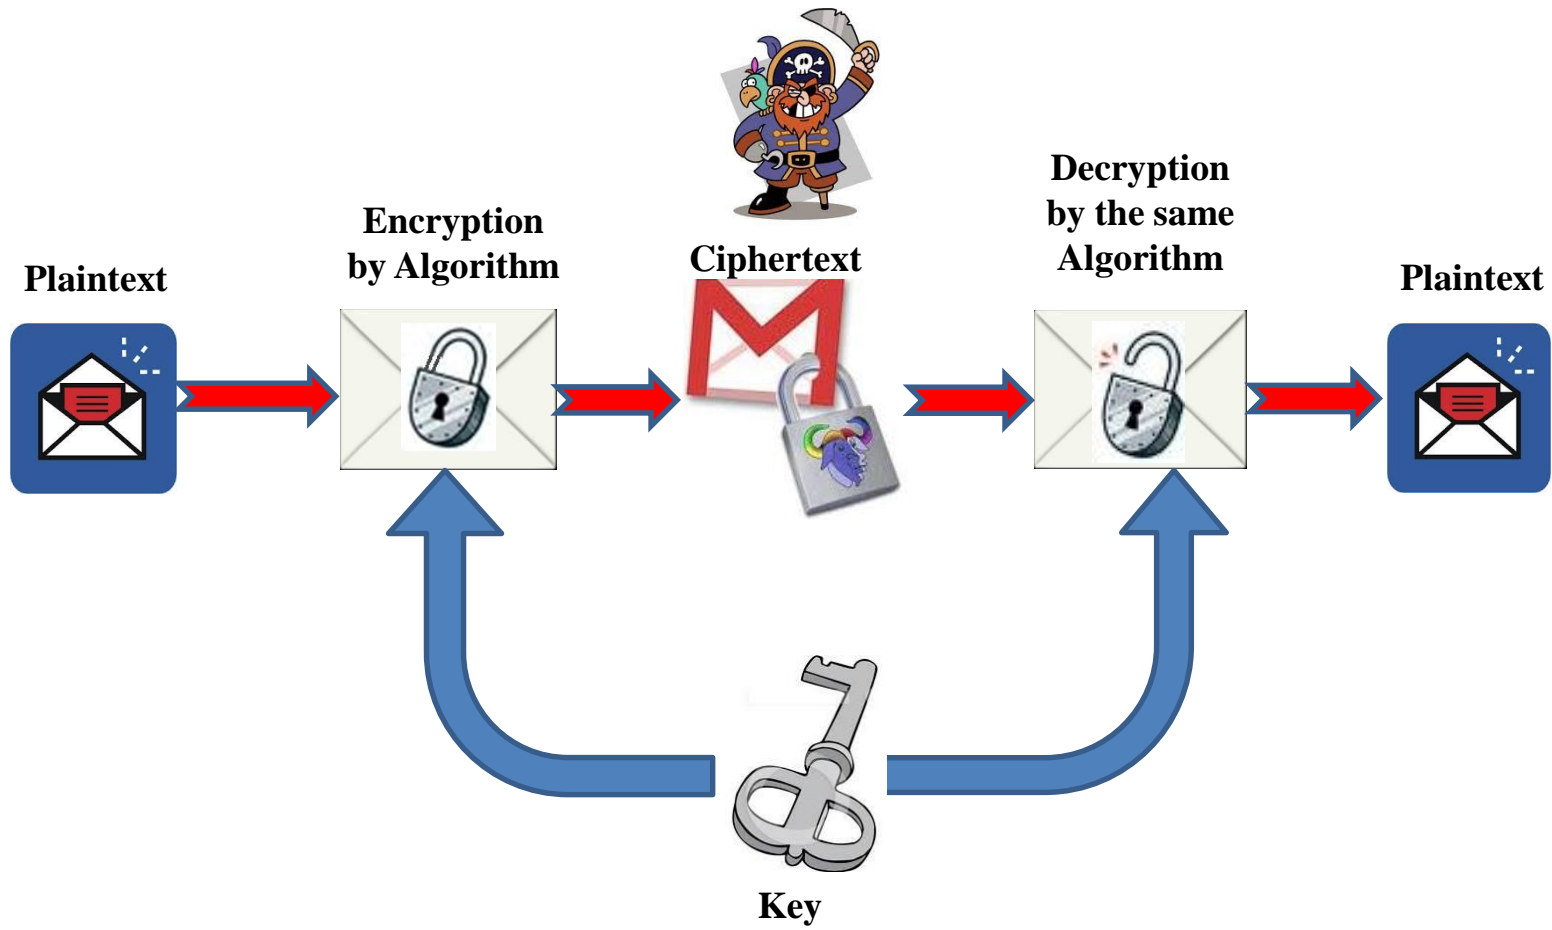 Plaintext
Encryption
by Algorithm
Ciphertext
Decryption
by the same
Algorithm
Plaintext
Key